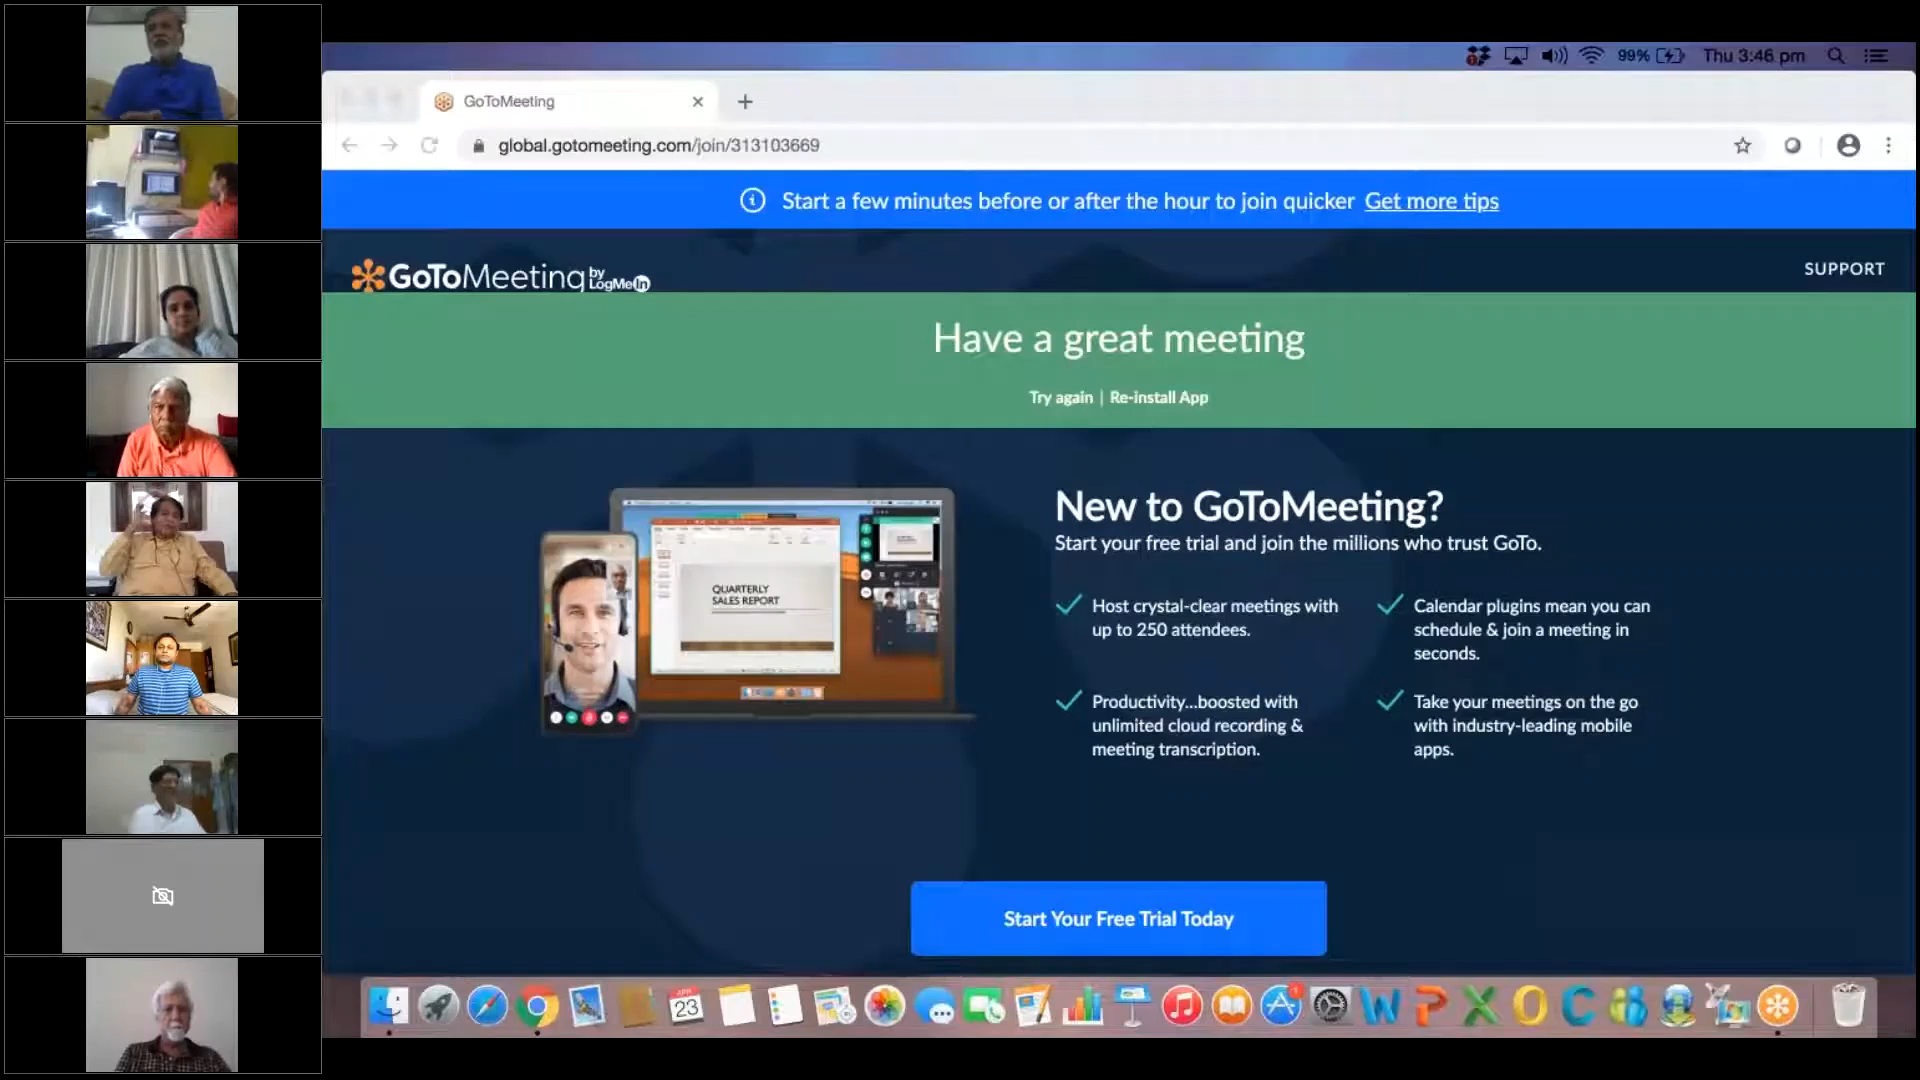 99% Thu 3:46 pm
GoToMeeting
global.gotomeeting.com/join/313103669
Start a few minutes before or after the hour to join quicker Get more tips
GoToMeeting by LogMeIn
SUPPORT
Have a great meeting
Try again | Re-install App
QUARTERLY
SALES REPORT
New to GoToMeeting?
Start your free trial and join the millions who trust GoTo.
Host crystal-clear meetings with
up to 250 attendees.
Calendar plugins mean you can
schedule & join a meeting in
seconds.
Productivity...boosted with
unlimited cloud recording &
meeting transcription.
Take your meetings on the go
with industry-leading mobile
apps.
Start Your Free Trial Today
APR
23